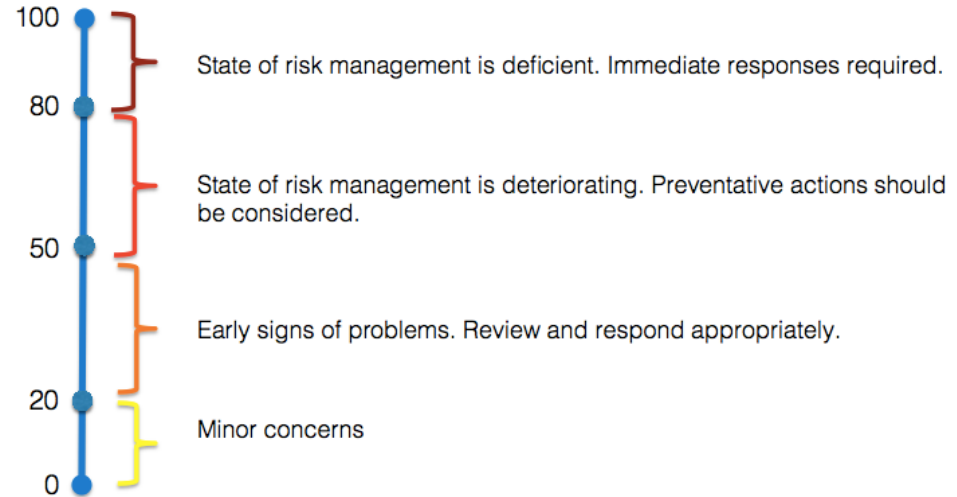 100
State of risk management is deficient. Immediate responses required.
80
State of risk management is deteriorating. Preventative actions should
be considered.
50
Early signs of problems. Review and respond appropriately.
20
Minor concerns
0